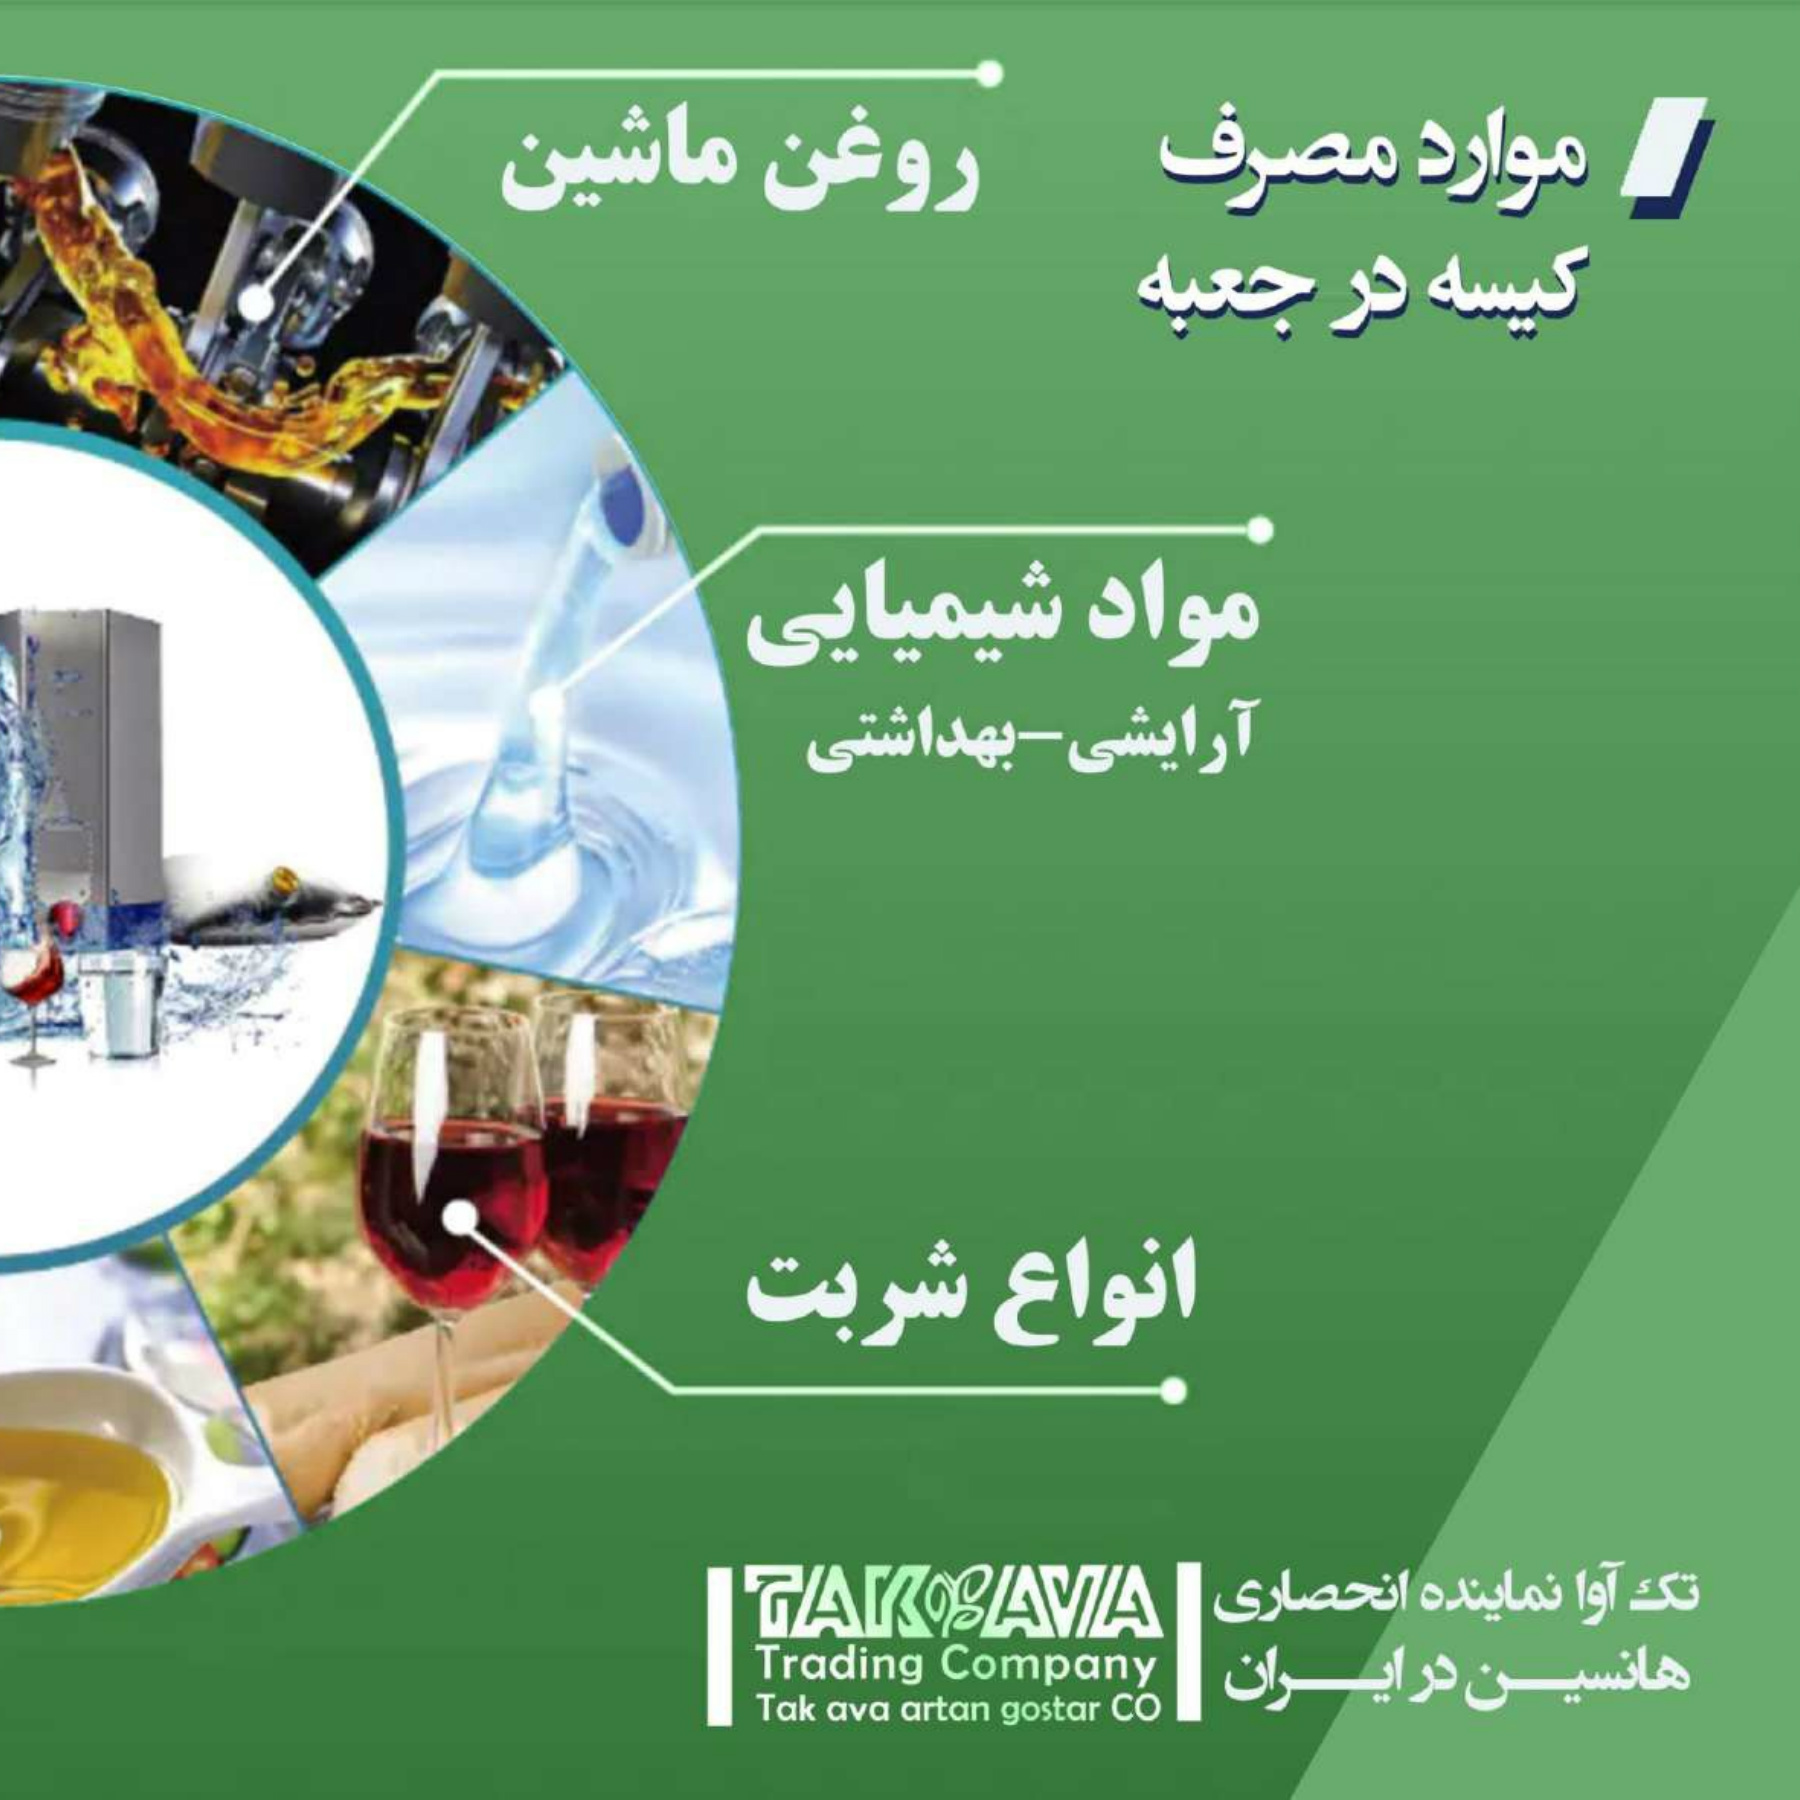 موارد مصرف
کیسه در جعبه
روغن ماشین
مواد شیمیایی
آرایشی-بهداشتی
انواع شربت
تک آوا نماینده انحصاری
هانسین در ایران
TAKAVA
Trading Company
Tak ava artan gostar CO